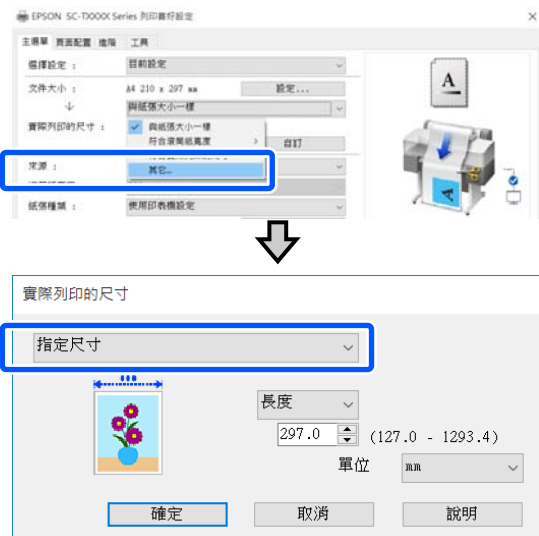 EPSON SC-TXXXX Series 列印喜好設定
主選單 頁面配置 進階 工具
選擇設定 : 目前設定
文件大小 : A4 210 x 297 mm 設定...
與紙張大小一樣
實際列印的尺寸 : 與紙張大小一樣
符合滾筒紙寬度 自訂
來源 : 其它...
紙張種類 : 使用印表機設定
A
實際列印的尺寸
指定尺寸
長度
297.0 (127.0 - 1293.4)
單位 mm
確定 取消 說明